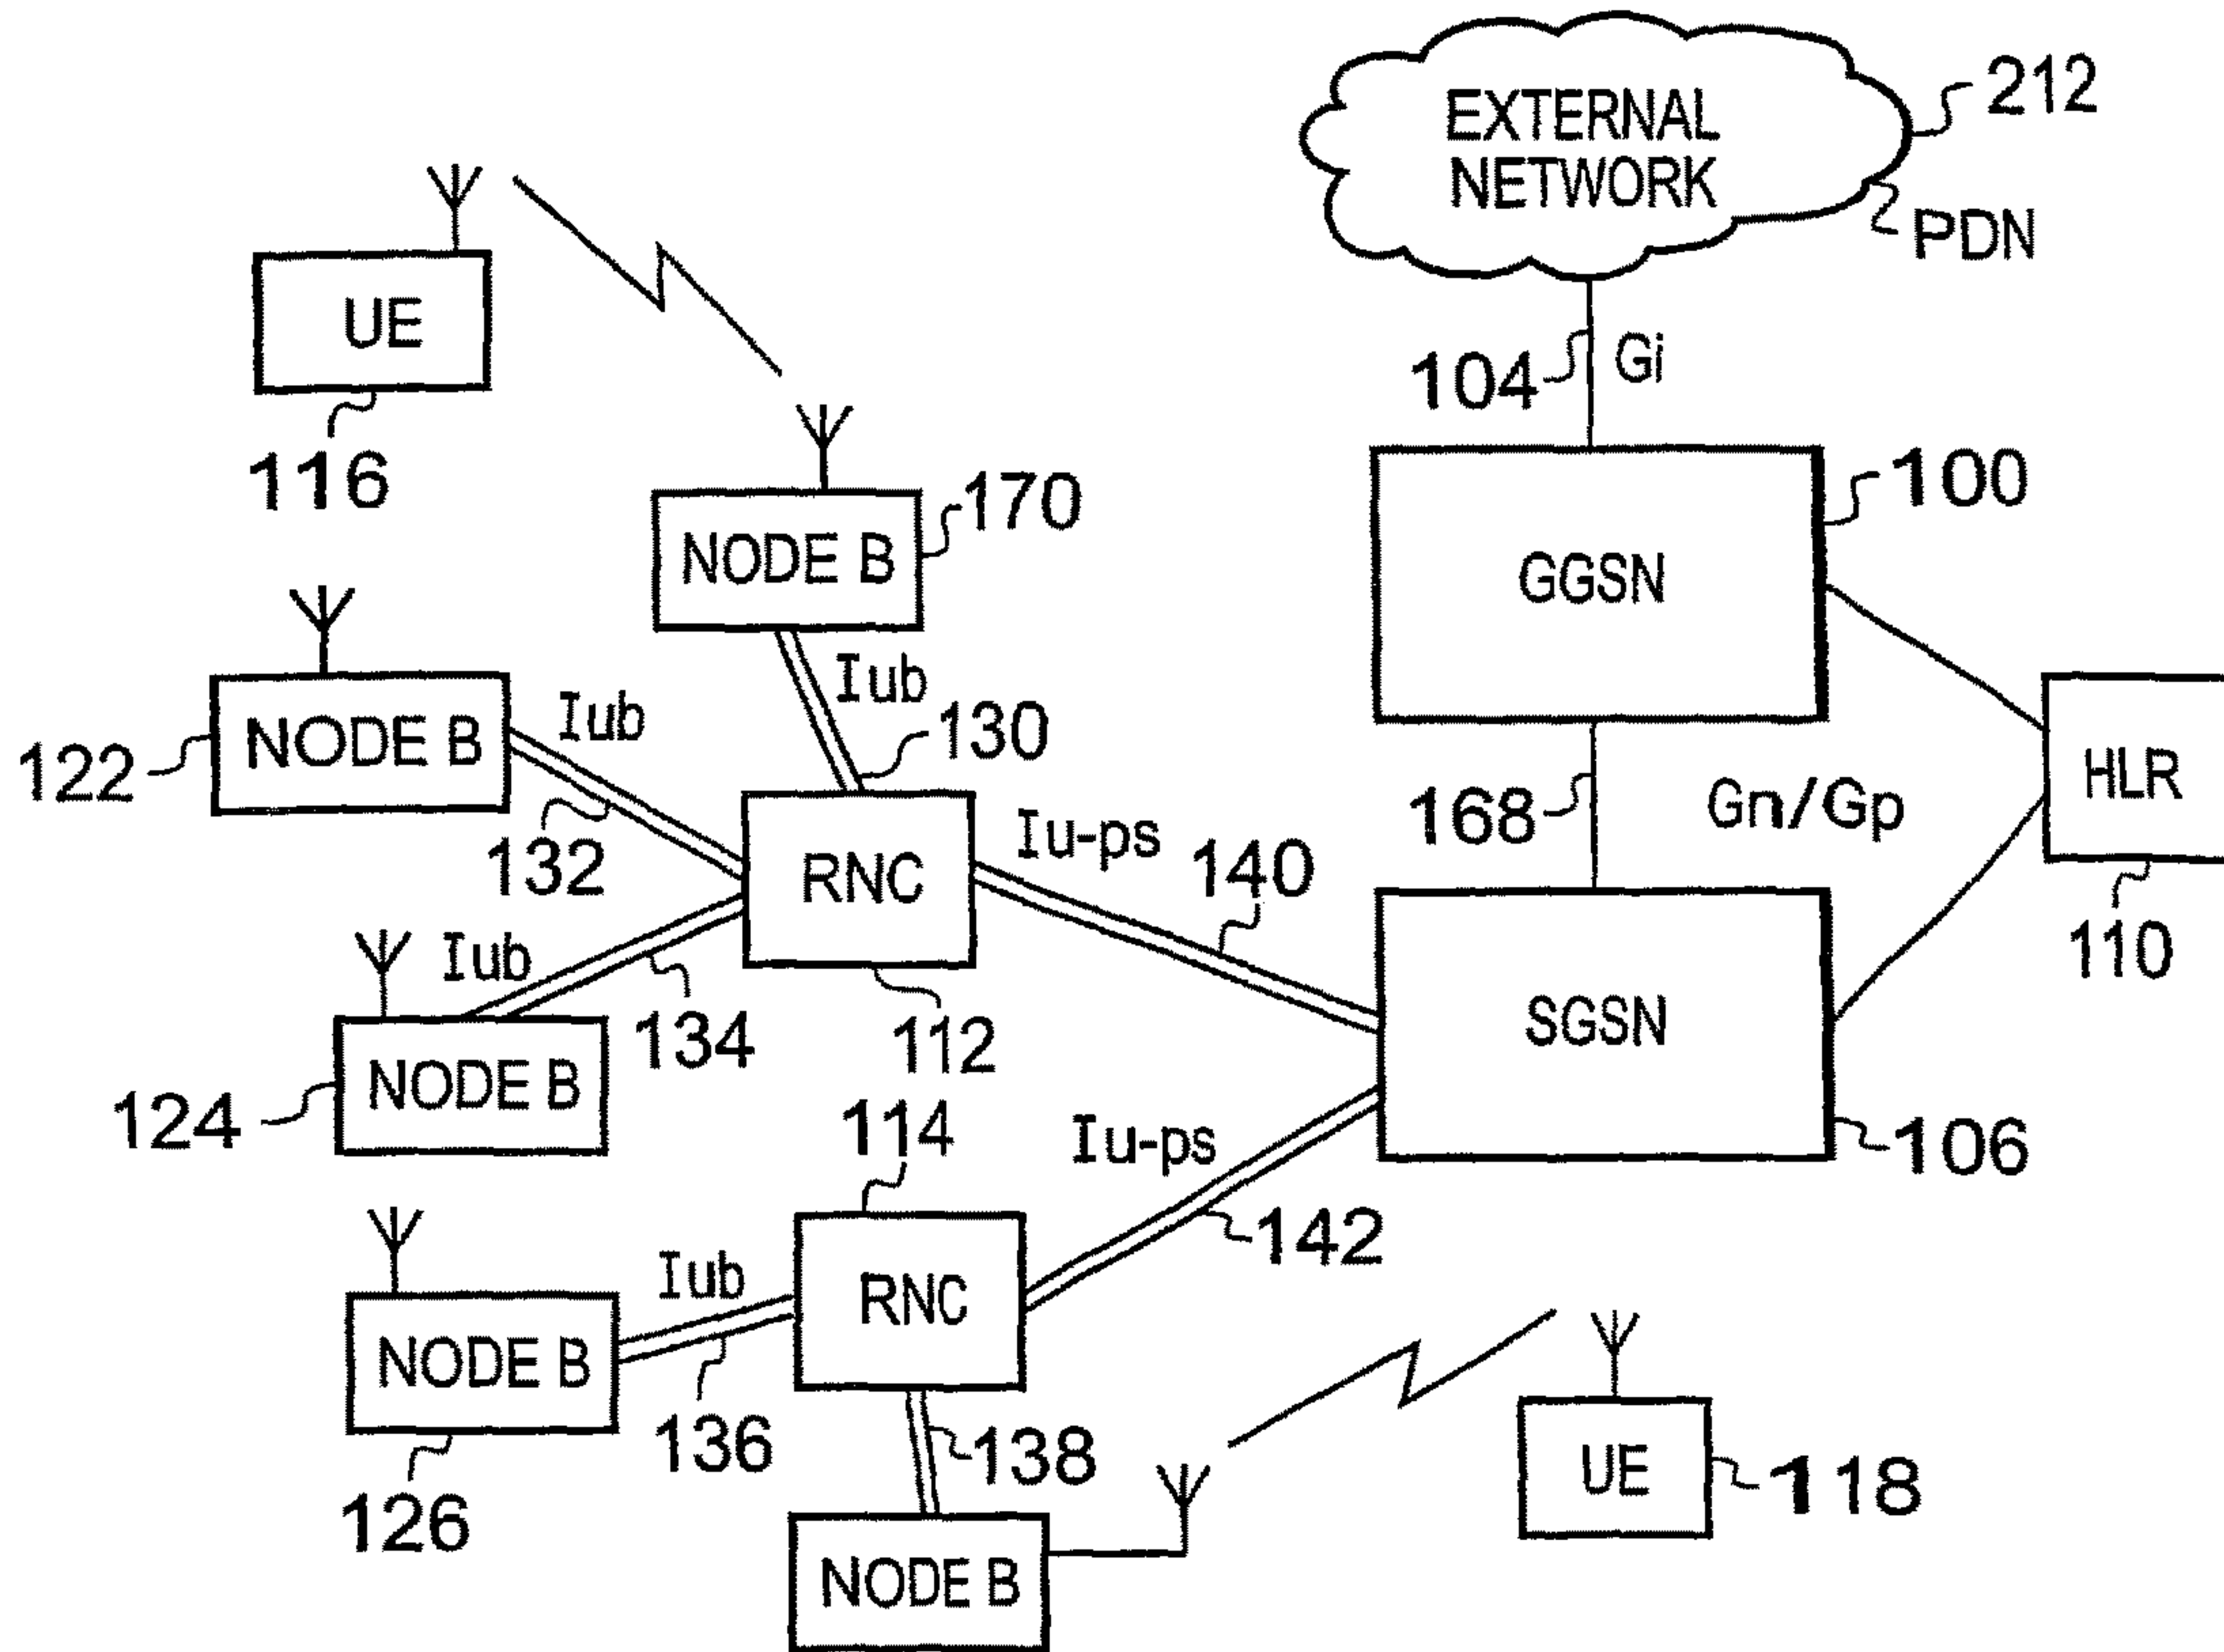 EXTERNAL
NETWORK
212
PDN
UE
104
Gi
116
170
100
NODE B
GGSN
Iub
130
Iub
NODE B
122
132
168
Gn/Gp
HLR
RNC
Iu-ps
140
110
Iub
134
112
SGSN
NODE B
124
114
Iu-ps
106
142
Iub
RNC
NODE B
136
138
126
UE
118
NODE B